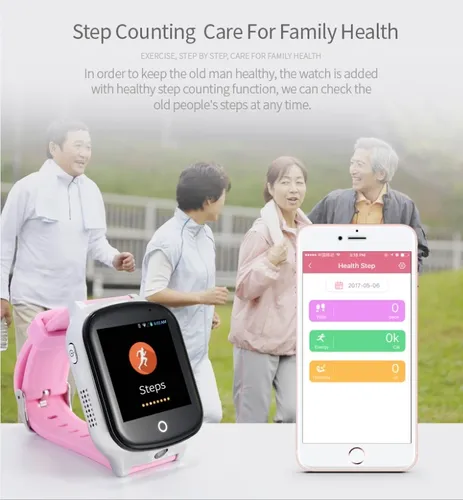 Step Counting Care For Family Health
EXERCISE, STEP BY STEP, CARE FOR FAMILY HEALTH
In order to keep the old man healthy, the watch is added
with healthy step counting function, we can check the
old people's steps at any time.
Health Step
2017-05-06
0
0k
Cal
0
Steps